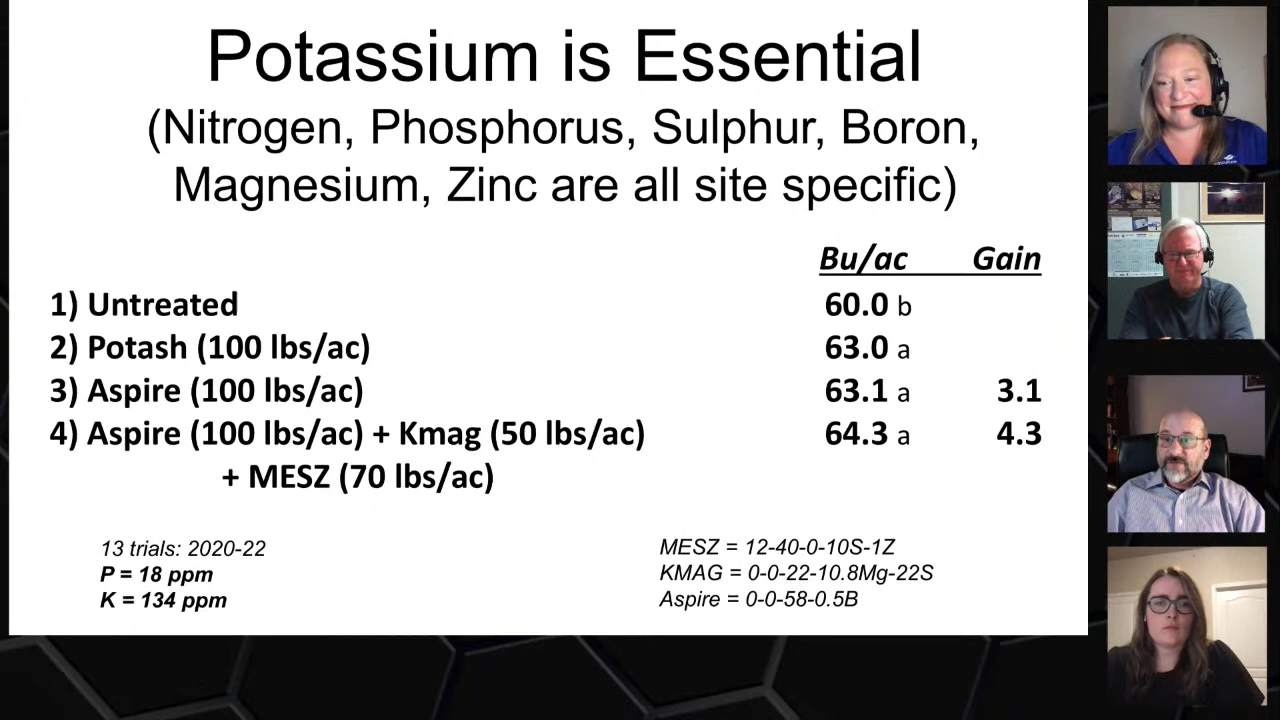 Potassium is Essential
(Nitrogen, Phosphorus, Sulphur, Boron,
Magnesium, Zinc are all site specific)
Bu/ac Gain
1) Untreated 60.0 b
2) Potash (100 lbs/ac) 63.0 a
3) Aspire (100 lbs/ac) 63.1 a 3.1
4) Aspire (100 lbs/ac) + Kmag (50 lbs/ac) 64.3 a 4.3
+ MESZ (70 lbs/ac)
13 trials: 2020-22
P = 18 ppm
K = 134 ppm
MESZ = 12-40-0-10S-1Z
KMAG = 0-0-22-10.8Mg-22S
Aspire = 0-0-58-0.5B